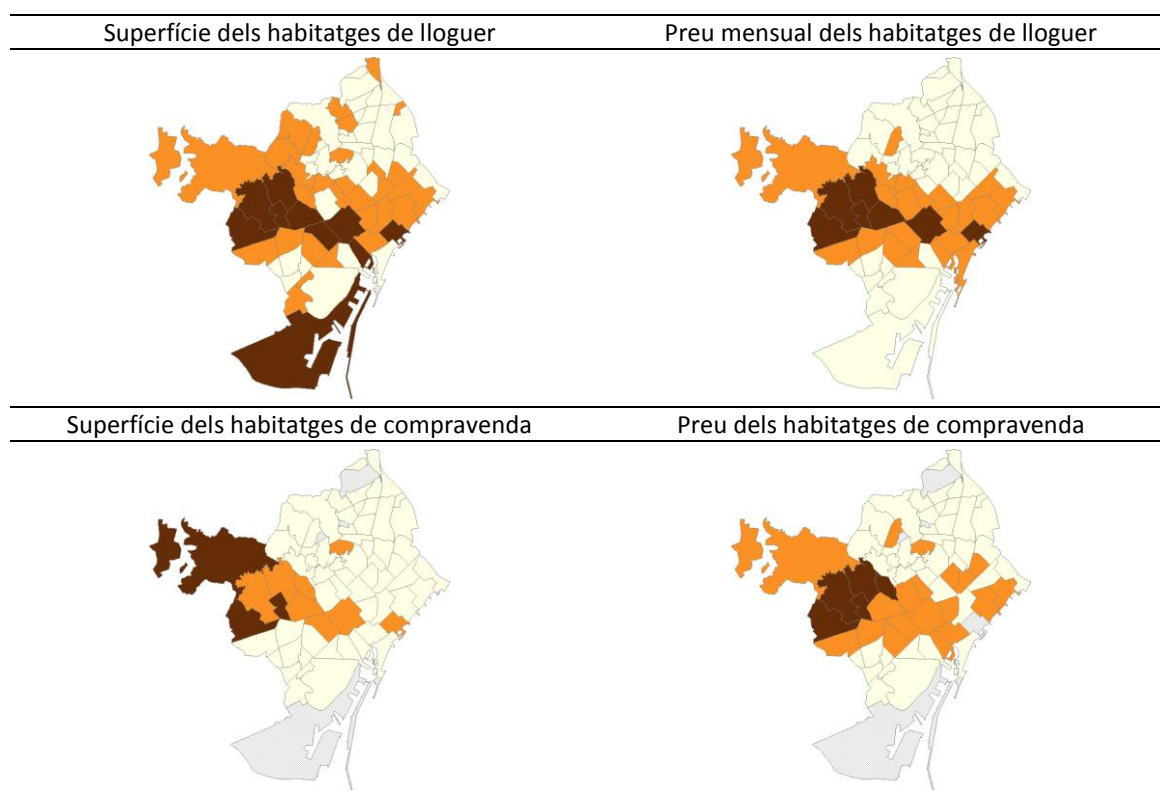 Superfície dels habitatges de lloguer
Preu mensual dels habitatges de lloguer
Superfície dels habitatges de compravenda
Preu dels habitatges de compravenda